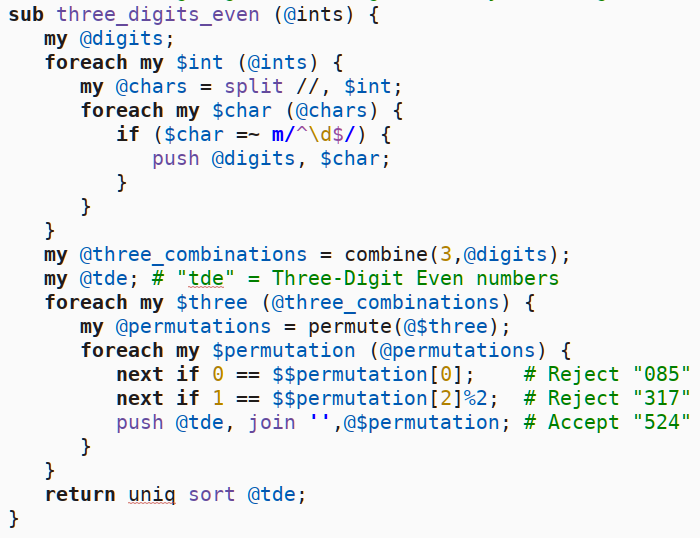 sub three_digits_even (@ints) {
   my @digits;
   foreach my $int (@ints) {
      my @chars = split //, $int;
      foreach my $char (@chars) {
         if ($char =~ m/^\d$/) {
            push @digits, $char;
         }
      }
   }
   my @three_combinations = combine(3,@digits);
   my @tde; # "tde" = Three-Digit Even numbers
   foreach my $three (@three_combinations) {
      my @permutations = permute(@$three);
      foreach my $permutation (@permutations) {
         next if 0 == $$permutation[0];    # Reject "085"
         next if 1 == $$permutation[2]%2;  # Reject "317"
         push @tde, join '',@$permutation; # Accept "524"
      }
   }
   return uniq sort @tde;
}